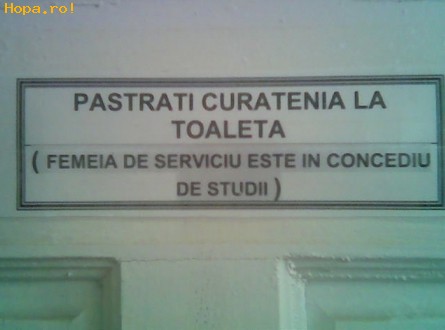 Hopa.ro!
PASTRATI CURATENIA LA
TOALETA
( FEMEIA DE SERVICIU ESTE IN CONCEDIU
DE STUDII )